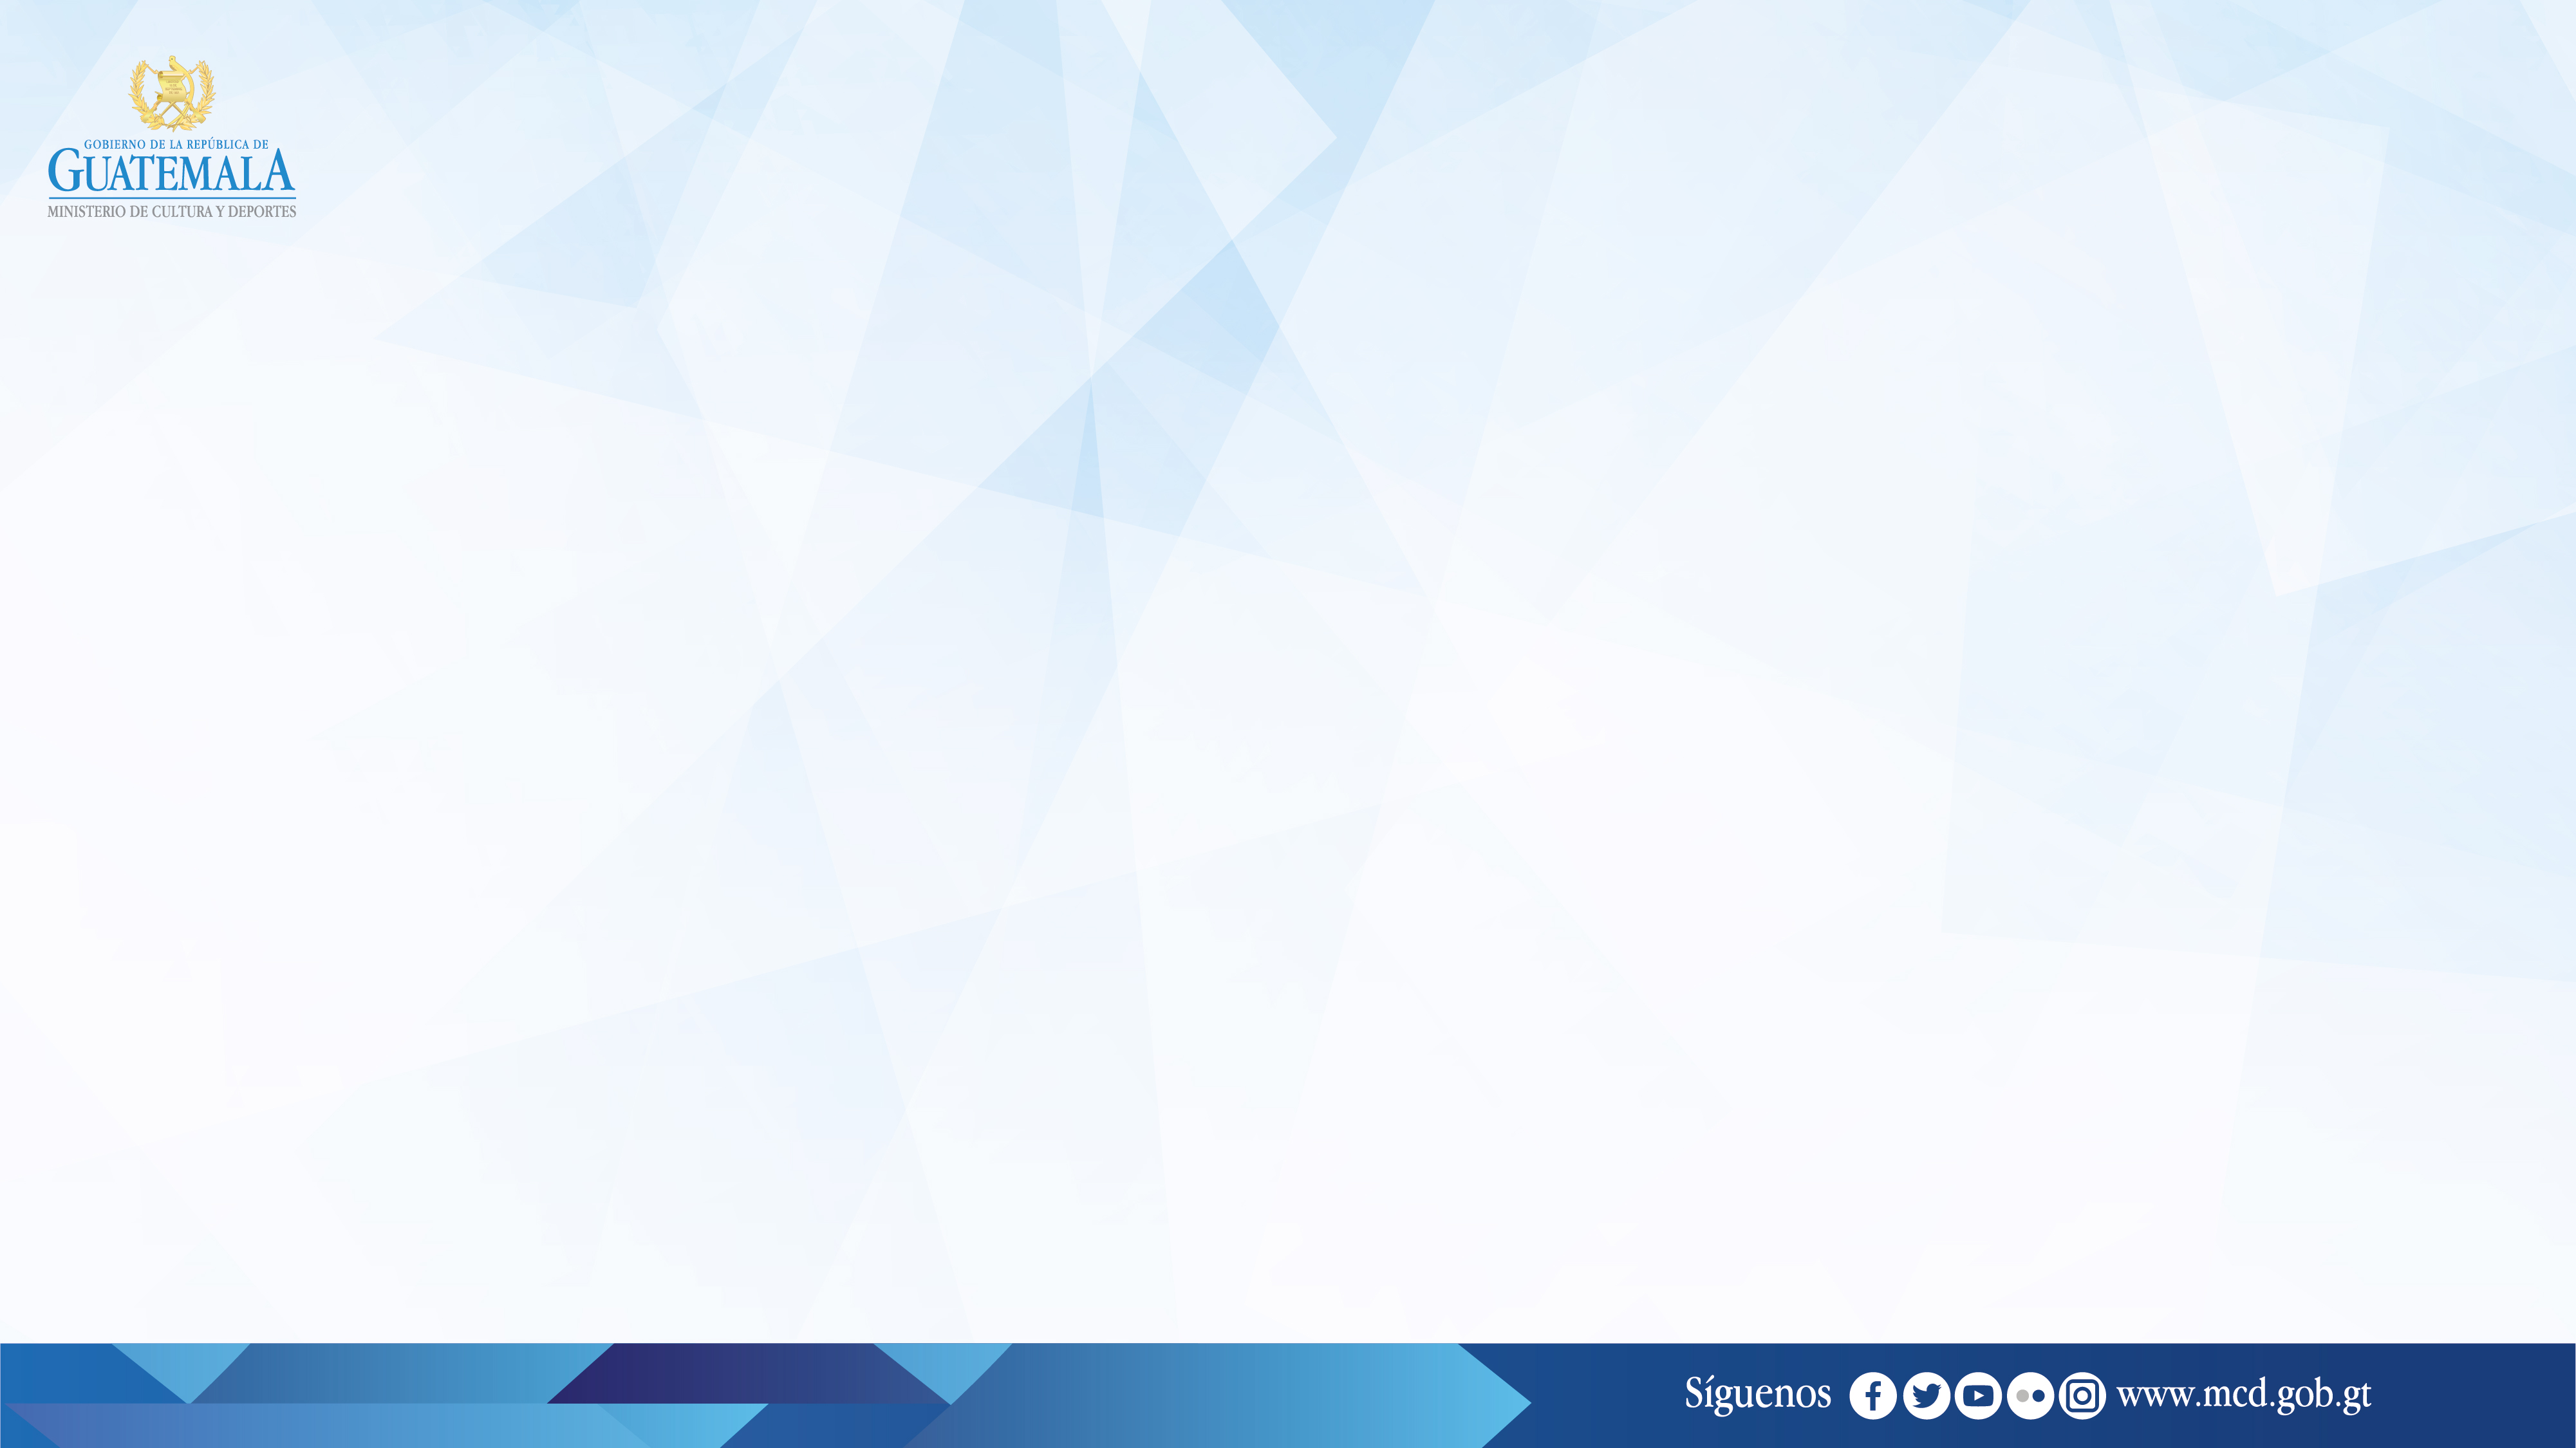 GOBIERNO DE LA REPÚBLICA DE
GUATEMALA
MINISTERIO DE CULTURA Y DEPORTES
Síguenos www.mcd.gob.gt